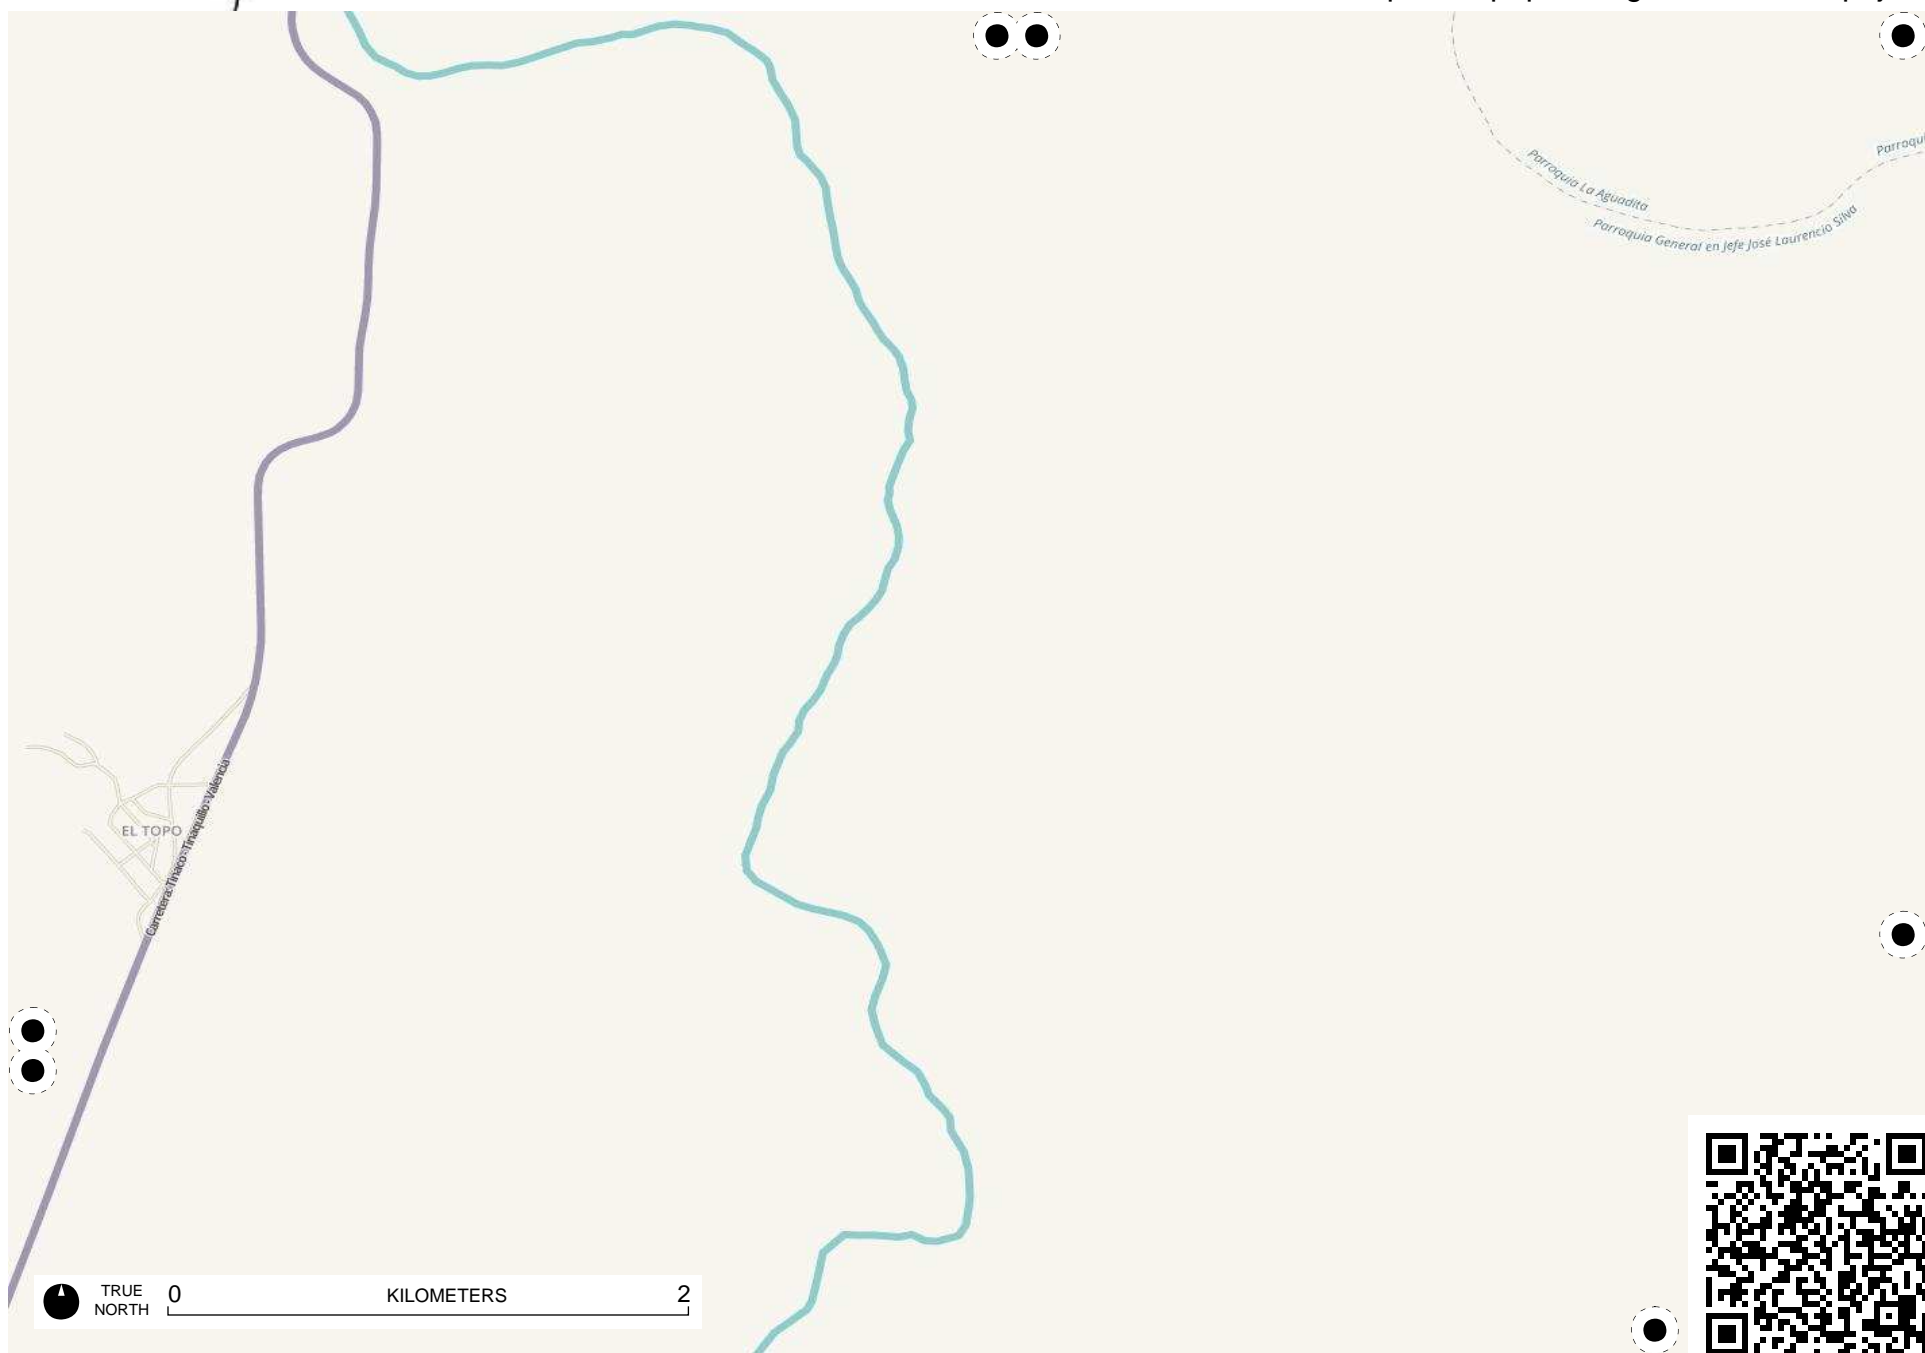 Parroquia La Aguadita
Parroquia General en Jefe José Laurencio Silva
EL TOPO
Carretera Tinaco-Tinaquillo-Valencia
TRUE
NORTH
0
KILOMETERS
2